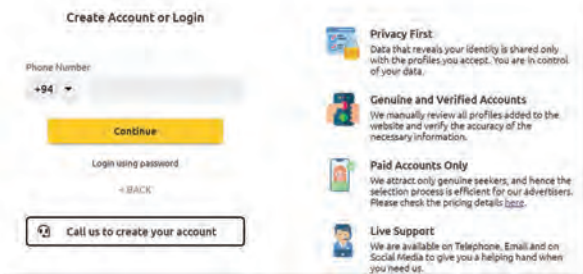 Create Account or Login
Phone Number
+94
Continue
Login using password
< BACK
Call us to create your account
Privacy First
Data that reveals your identity is shared only
with the profiles you accept. You are in control
of your data.
Genuine and Verified Accounts
We manually review all profiles added to the
website and verify the accuracy of the
necessary information.
Paid Accounts Only
We attract only genuine seekers, and hence the
selection process is efficient for our advertisers.
Please check the pricing details here.
Live Support
We are available on Telephone, Email and on
Social Media to give you a helping hand when
you need us.